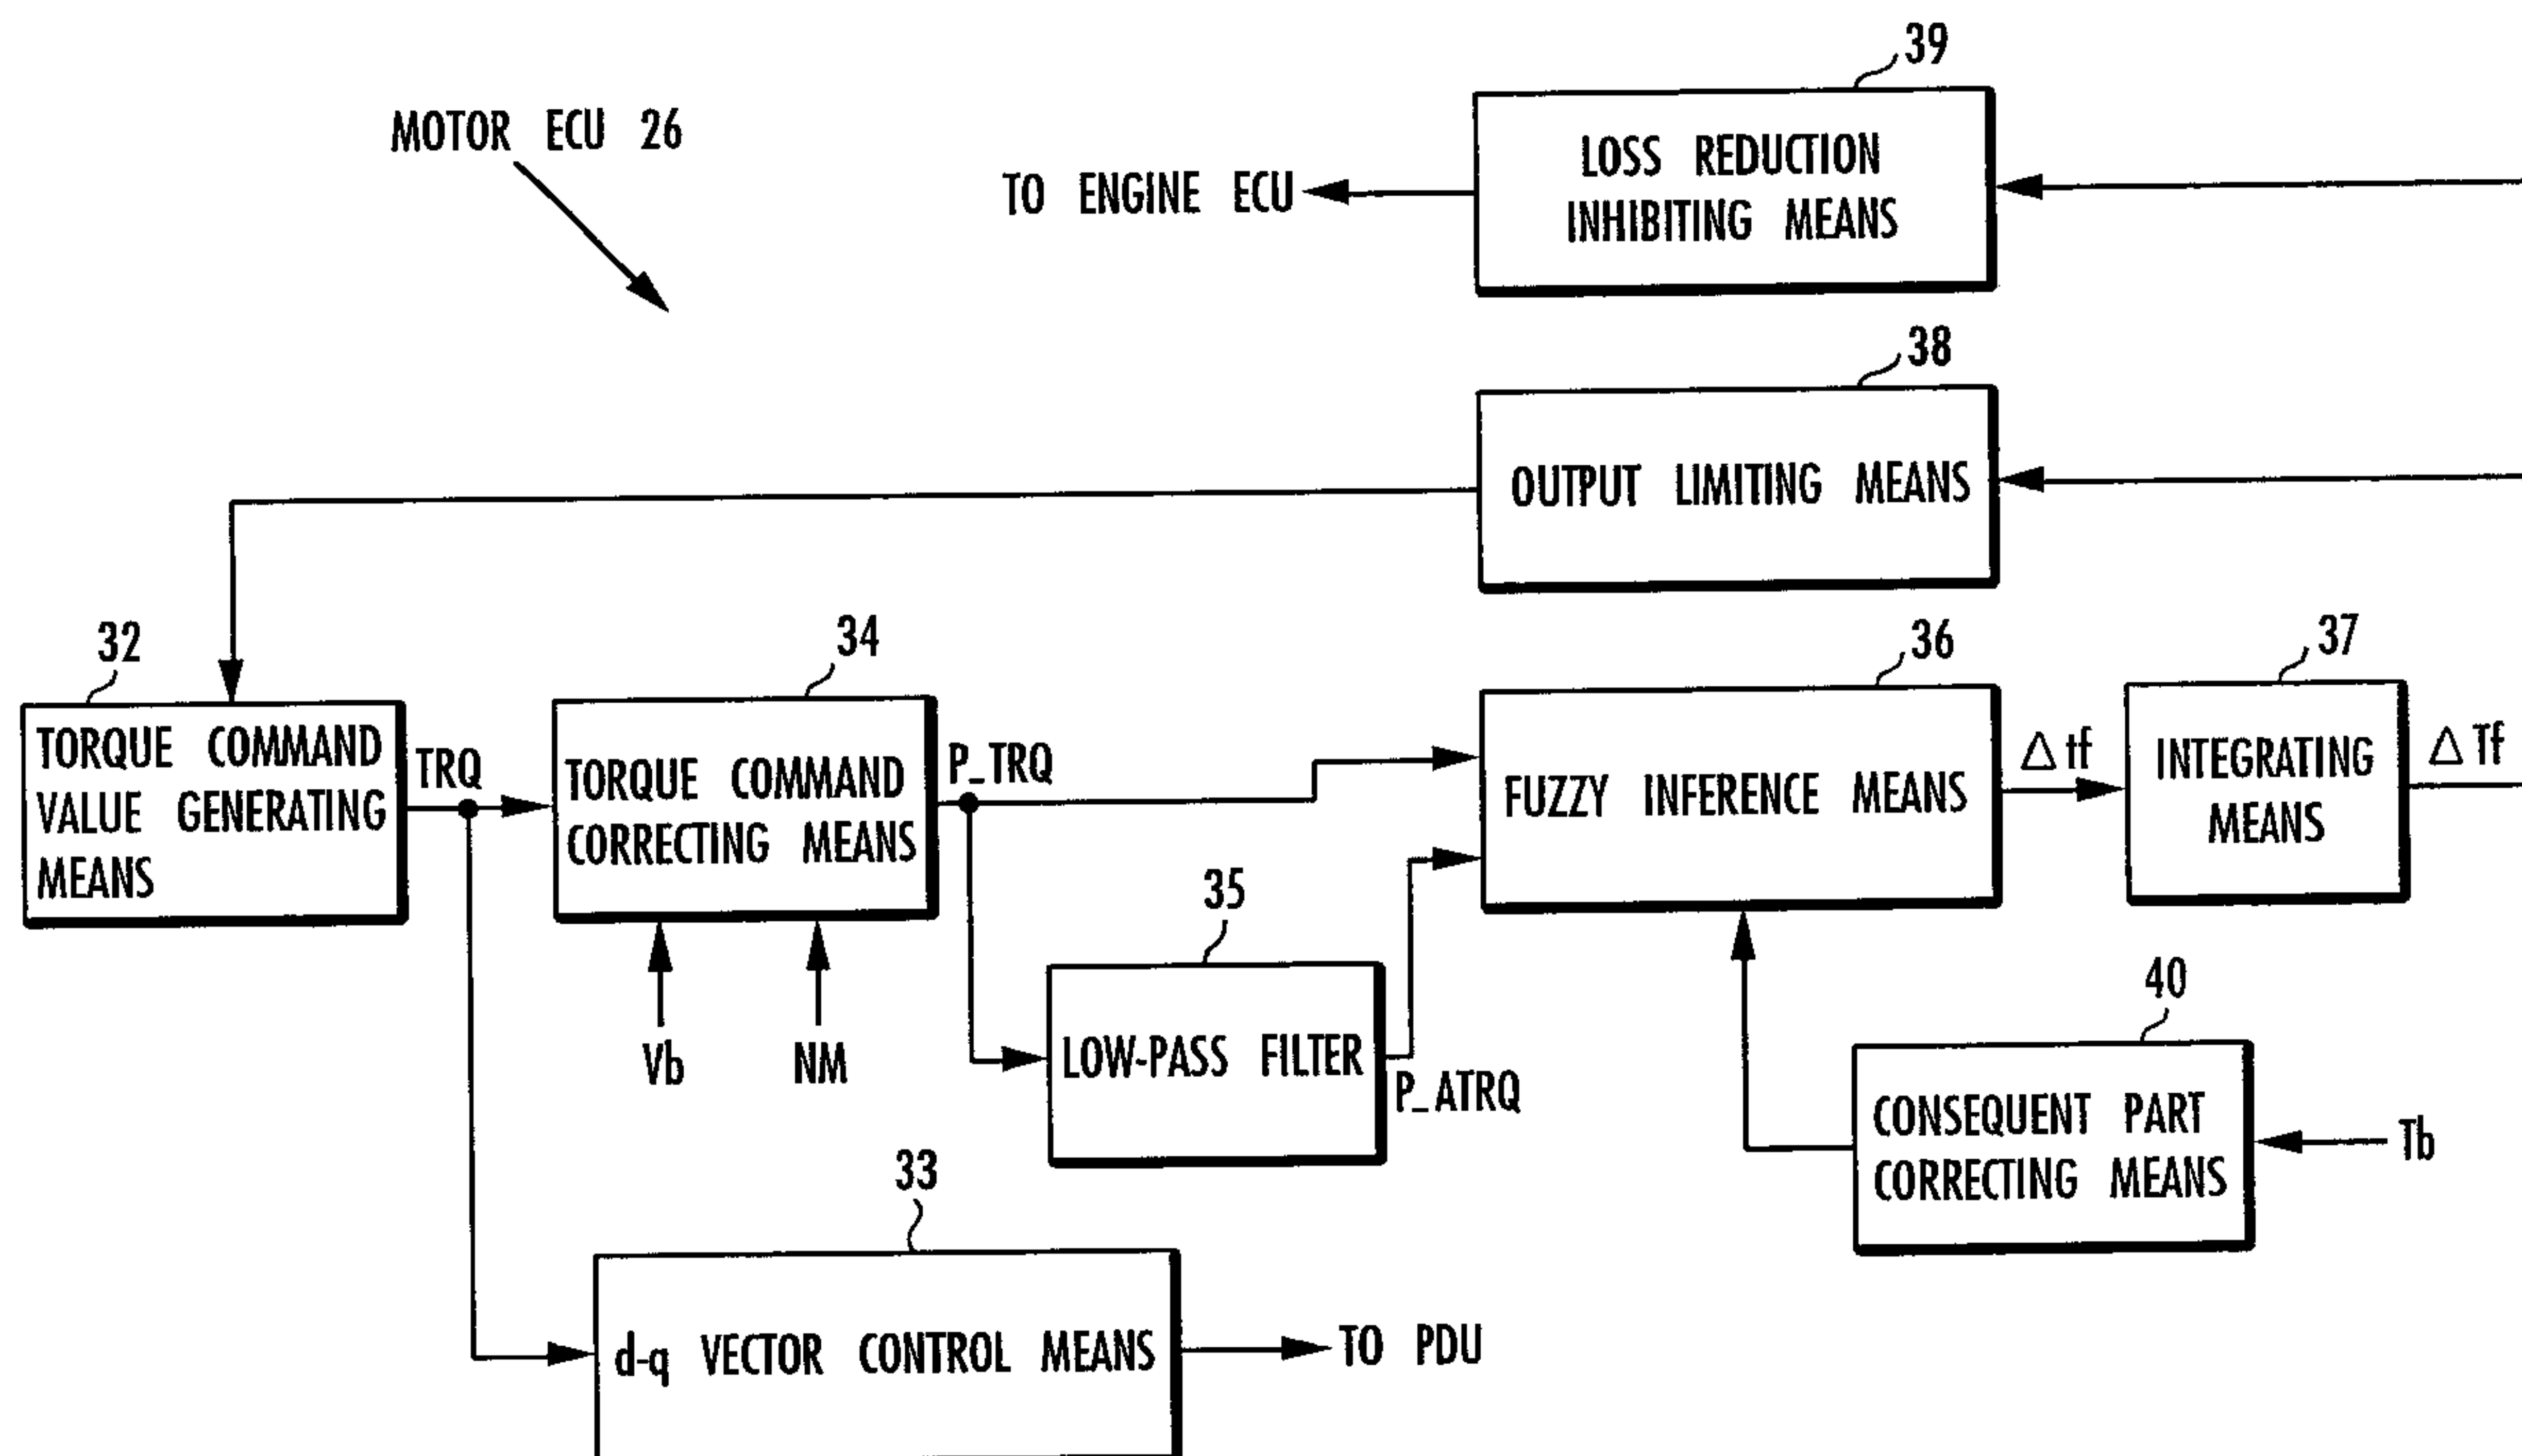 39
MOTOR ECU 26
LOSS REDUCTION
INHIBITING MEANS
TO ENGINE ECU
38
OUTPUT LIMITING MEANS
32
TORQUE COMMAND
VALUE GENERATING
MEANS
TRQ
34
TORQUE COMMAND
CORRECTING MEANS
P_TRQ
Vb
NM
35
LOW-PASS FILTER
P_ATRQ
36
FUZZY INFERENCE MEANS
Δtf
37
INTEGRATING
MEANS
ΔTf
40
CONSEQUENT PART
CORRECTING MEANS
Tb
33
d-q VECTOR CONTROL MEANS
TO PDU